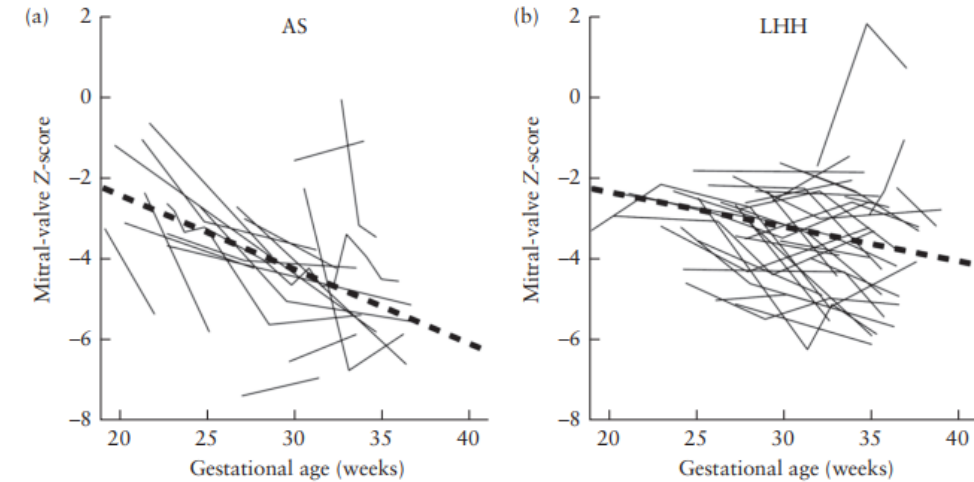 (a)
AS
2
0
−2
−4
−6
−8
Mitral-valve Z-score
20 25 30 35 40
Gestational age (weeks)
(b)
LHH
2
0
−2
−4
−6
−8
Mitral-valve Z-score
20 25 30 35 40
Gestational age (weeks)